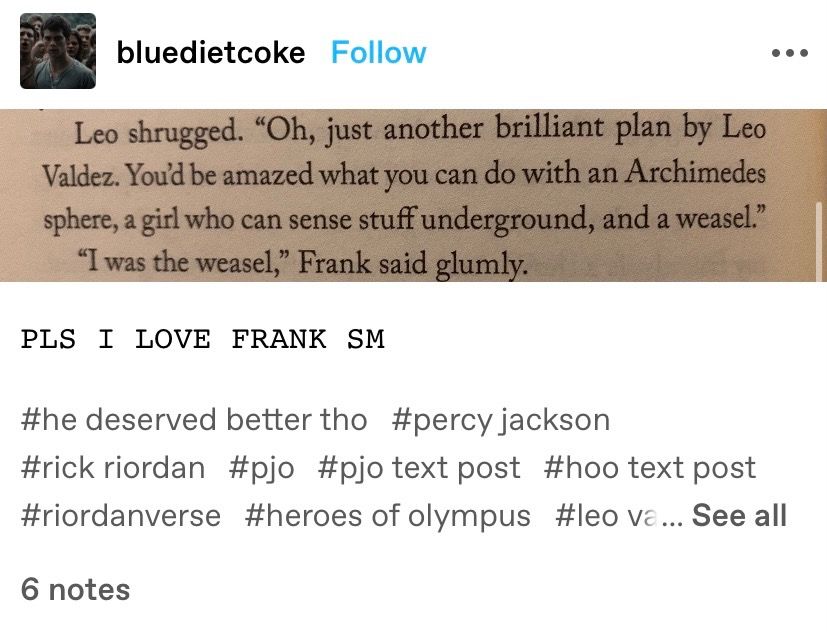 bluedietcoke Follow
Leo shrugged. “Oh, just another brilliant plan by Leo
Valdez. You’d be amazed what you can do with an Archimedes
sphere, a girl who can sense stuff underground, and a weasel.”
“I was the weasel,” Frank said glumly.
PLS I LOVE FRANK SM
#he deserved better tho #percy jackson
#rick riordan #pjo #pjo text post #hoo text post
#riordanverse #heroes of olympus #leo va... See all
6 notes